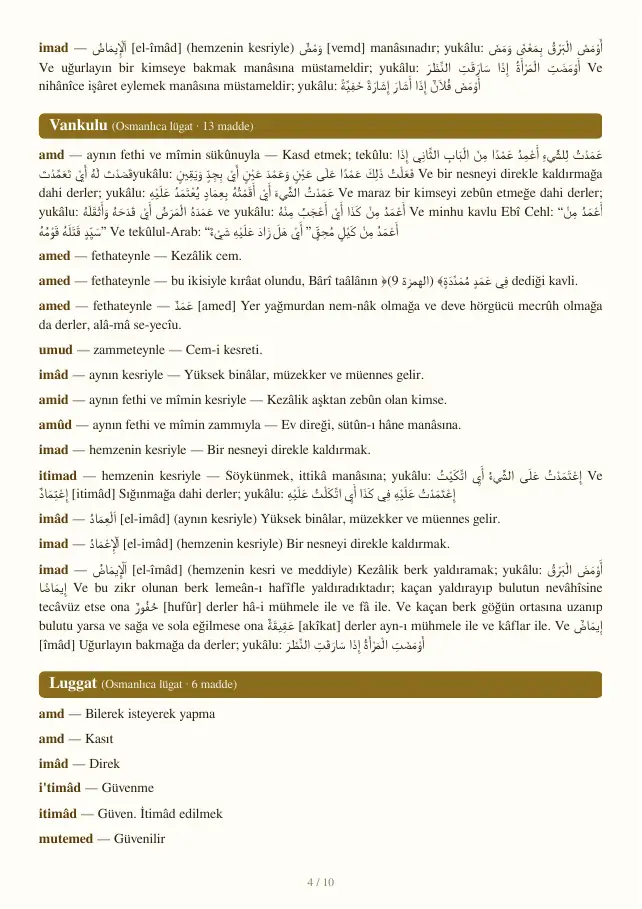 imad — اَلْإِيمَاضُ [el-îmâd] (hemzenin kesriyle) وَمْضٌ [vemd] manâsınadır; yukâlu: أَوْمَضَ الْبَرْقُ بِمَعْنَى وَمَضَ
Ve uğurlayın bir kimseye bakmak manâsına müstameldir; yukâlu: أَوْمَضَتِ الْمَرْأَةُ إِذَا سَارَقَتِ النَّظَرَ Ve
nihânîce işâret eylemek manâsına müstameldir; yukâlu: أَوْمَضَ فُلاَنٌ إِذَا أَشَارَ إِشَارَةً خَفِيَّةً
Vankulu (Osmanlıca lügat · 13 madde)
amd — aynın fethi ve mîmin sükûnuyla — Kasd etmek; tekûlu: عَمَدْتُ لِلشَّيْءِ أَعْمِدُ عَمْدًا مِنَ الْبَابِ الثَّانِي إِذَا
قَصَدْتَ لَهُ أَيْ تَعَمَّدْتَyukâlu: فَعَلْتُ ذَلِكَ عَمْدًا عَلَى عَيْنٍ وَعَمْدَ عَيْنٍ أَيْ بِجِدٍّ وَيَقِينٍ Ve bir nesneyi direkle kaldırmağa
dahi derler; yukâlu: عَمَدْتُ الشَّيْءَ أَيْ أَقَمْتُهُ بِعِمَادٍ يُعْتَمَدُ عَلَيْهِ Ve maraz bir kimseyi zebûn etmeğe dahi derler;
yukâlu: عَمَدَهُ الْمَرَضُ أَيْ فَدَحَهُ وَأَثْقَلَهُ ve yukâlu: أَعْمَدُ مِنْ كَذَا أَيْ أَعْجَبُ مِنْهُ Ve minhu kavlu Ebî Cehl: “أَعْمَدُ مِنْ
سَيِّدٍ قَتَلَهُ قَوْمُهُ” Ve tekûlul-Arab: “أَعْمَدُ مِنْ كَيْلٍ مُحِقٍّ” أَيْ هَلْ زَادَ عَلَيْهِ شَيْءٌ
amed — fethateynle — Kezâlik cem.
amed — fethateynle — bu ikisiyle kırâat olundu, Bârî taâlânın ﴿فِي عَمَدٍ مُمَدَّدَةٍ﴾ (الهمزة 9) dediği kavli.
amed — fethateynle — عَمَدٌ [amed] Yer yağmurdan nem-nâk olmağa ve deve hörgücü mecrûh olmağa
da derler, alâ-mâ se-yecîu.
umud — zammeteynle — Cem-i kesreti.
imâd — aynın kesriyle — Yüksek binâlar, müzekker ve müennes gelir.
amid — aynın fethi ve mîmin kesriyle — Kezâlik aşktan zebûn olan kimse.
amûd — aynın fethi ve mîmin zammıyla — Ev direği, sütûn-ı hâne manâsına.
imad — hemzenin kesriyle — Bir nesneyi direkle kaldırmak.
itimad — hemzenin kesriyle — Söykünmek, ittikâ manâsına; yukâlu: إِعْتَمَدْتُ عَلَى الشَّيْءُ أَيِ اتَّكَيْتُ Ve
إِعْتِمَادٌ [itimâd] Sığınmağa dahi derler; yukâlu: إِعْتَمَدْتُ عَلَيْهِ فِي كَذَا أَيِ اتَّكَلْتُ عَلَيْهِ
imâd — اَلْعِمَادُ [el-imâd] (aynın kesriyle) Yüksek binâlar, müzekker ve müennes gelir.
imad — اَلْإِعْمَادُ [el-imâd] (hemzenin kesriyle) Bir nesneyi direkle kaldırmak.
imad — اَلْإِيمَاضُ [el-îmâd] (hemzenin kesri ve meddiyle) Kezâlik berk yaldıramak; yukâlu: أَوْمَضَ الْبَرْقُ
إِيمَاضًا Ve bu zikr olunan berk lemeân-ı hafîfle yaldıradıktadır; kaçan yaldırayıp bulutun nevâhîsine
tecâvüz etse ona خُفُورٌ [hufûr] derler hâ-i mühmele ile ve fâ ile. Ve kaçan berk göğün ortasına uzanıp
bulutu yarsa ve sağa ve sola eğilmese ona عَقِيقَةٌ [akîkat] derler ayn-ı mühmele ile ve kâflar ile. Ve إِيمَاضٌ
[îmâd] Uğurlayın bakmağa da derler; yukâlu: أَوْمَضَتِ الْمَرْأَةُ إِذَا سَارَقَتِ النَّظَرَ
Luggat (Osmanlıca lügat · 6 madde)
amd — Bilerek isteyerek yapma
amd — Kasıt
imâd — Direk
i'timâd — Güvenme
itimâd — Güven. İtimâd edilmek
mutemed — Güvenilir
4 / 10